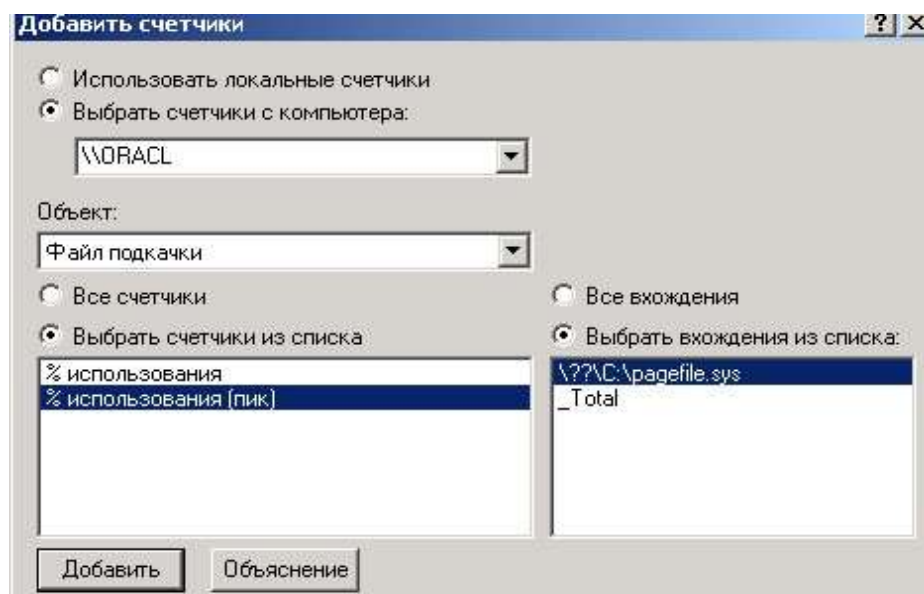 Добавить счетчики
Использовать локальные счетчики
Выбрать счетчики с компьютера:
\\ORACL
Объект:
Файл подкачки
Все счетчики
Выбрать счетчики из списка
% использования
% использования (пик)
Все вхождения
Выбрать вхождения из списка:
\??\C:\pagefile.sys
_Total
Добавить
Объяснение